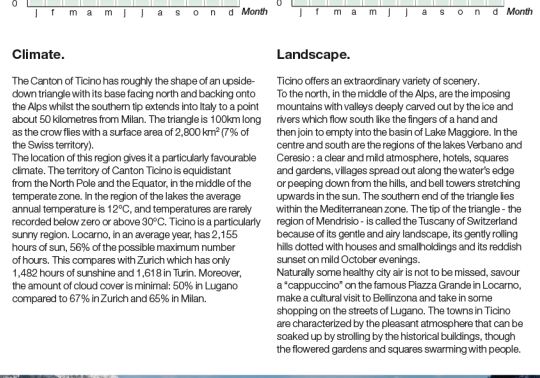 0
j f m a m j j a s o n d Month
0
j f m a m j j a s o n d Month
Climate.
The Canton of Ticino has roughly the shape of an upside-
down triangle with its base facing north and backing onto
the Alps whilst the southern tip extends into Italy to a point
about 50 kilometres from Milan. The triangle is 100km long
as the crow flies with a surface area of 2,800 km² (7% of
the Swiss territory).
The location of this region gives it a particularly favourable
climate. The territory of Canton Ticino is equidistant
from the North Pole and the Equator, in the middle of the
temperate zone. In the region of the lakes the average
annual temperature is 12°C, and temperatures are rarely
recorded below zero or above 30°C. Ticino is a particularly
sunny region. Locarno, in an average year, has 2,155
hours of sun, 56% of the possible maximum number
of hours. This compares with Zurich which has only
1,482 hours of sunshine and 1,618 in Turin. Moreover,
the amount of cloud cover is minimal: 50% in Lugano
compared to 67% in Zurich and 65% in Milan.
Landscape.
Ticino offers an extraordinary variety of scenery.
To the north, in the middle of the Alps, are the imposing
mountains with valleys deeply carved out by the ice and
rivers which flow south like the fingers of a hand and
then join to empty into the basin of Lake Maggiore. In the
centre and south are the regions of the lakes Verbano and
Ceresio : a clear and mild atmosphere, hotels, squares
and gardens, villages spread out along the water's edge
or peeping down from the hills, and bell towers stretching
upwards in the sun. The southern end of the triangle lies
within the Mediterranean zone. The tip of the triangle - the
region of Mendrisio - is called the Tuscany of Switzerland
because of its gentle and airy landscape, its gently rolling
hills dotted with houses and smallholdings and its reddish
sunset on mild October evenings.
Naturally some healthy city air is not to be missed, savour
a "cappuccino" on the famous Piazza Grande in Locarno,
make a cultural visit to Bellinzona and take in some
shopping on the streets of Lugano. The towns in Ticino
are characterized by the pleasant atmosphere that can be
soaked up by strolling by the historical buildings, though
the flowered gardens and squares swarming with people.